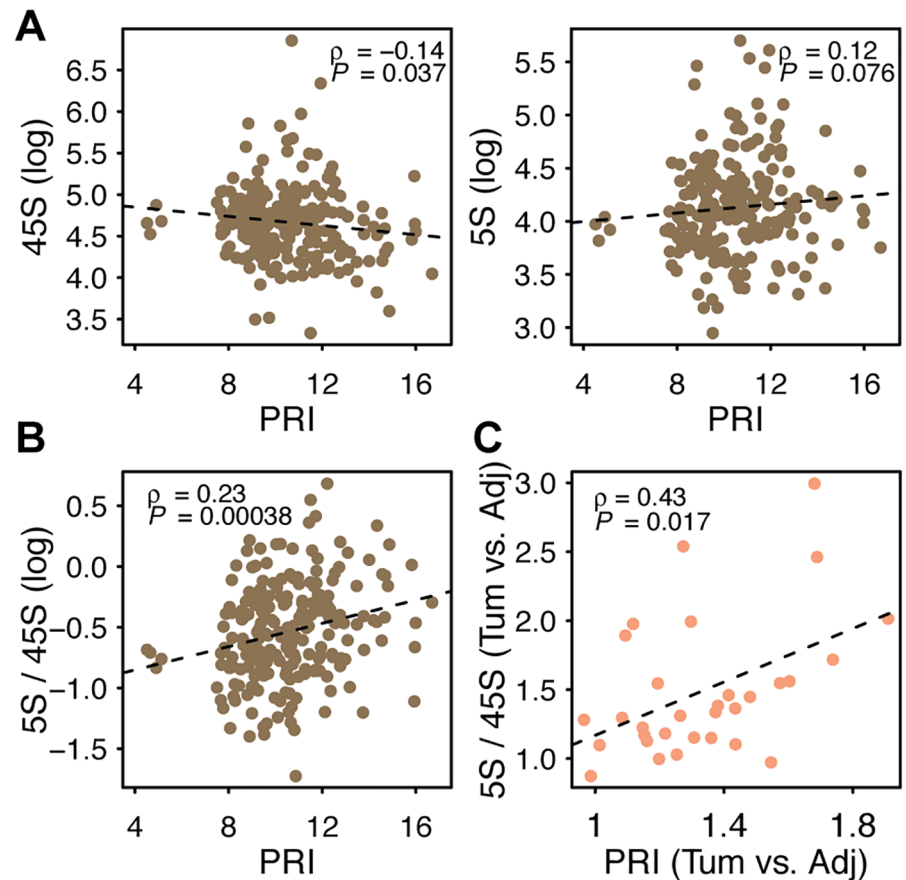 A
ρ = −0.14
P = 0.037
45S (log)
6.5
6.0
5.5
5.0
4.5
4.0
3.5
4 8 12 16
PRI
ρ = 0.12
P = 0.076
5S (log)
5.5
5.0
4.5
4.0
3.5
3.0
4 8 12 16
PRI
B
ρ = 0.23
P = 0.00038
5S / 45S (log)
0.5
0.0
−0.5
−1.0
−1.5
4 8 12 16
PRI
C
ρ = 0.43
P = 0.017
5S / 45S (Tum vs. Adj)
3.0
2.5
2.0
1.5
1.0
1 1.4 1.8
PRI (Tum vs. Adj)